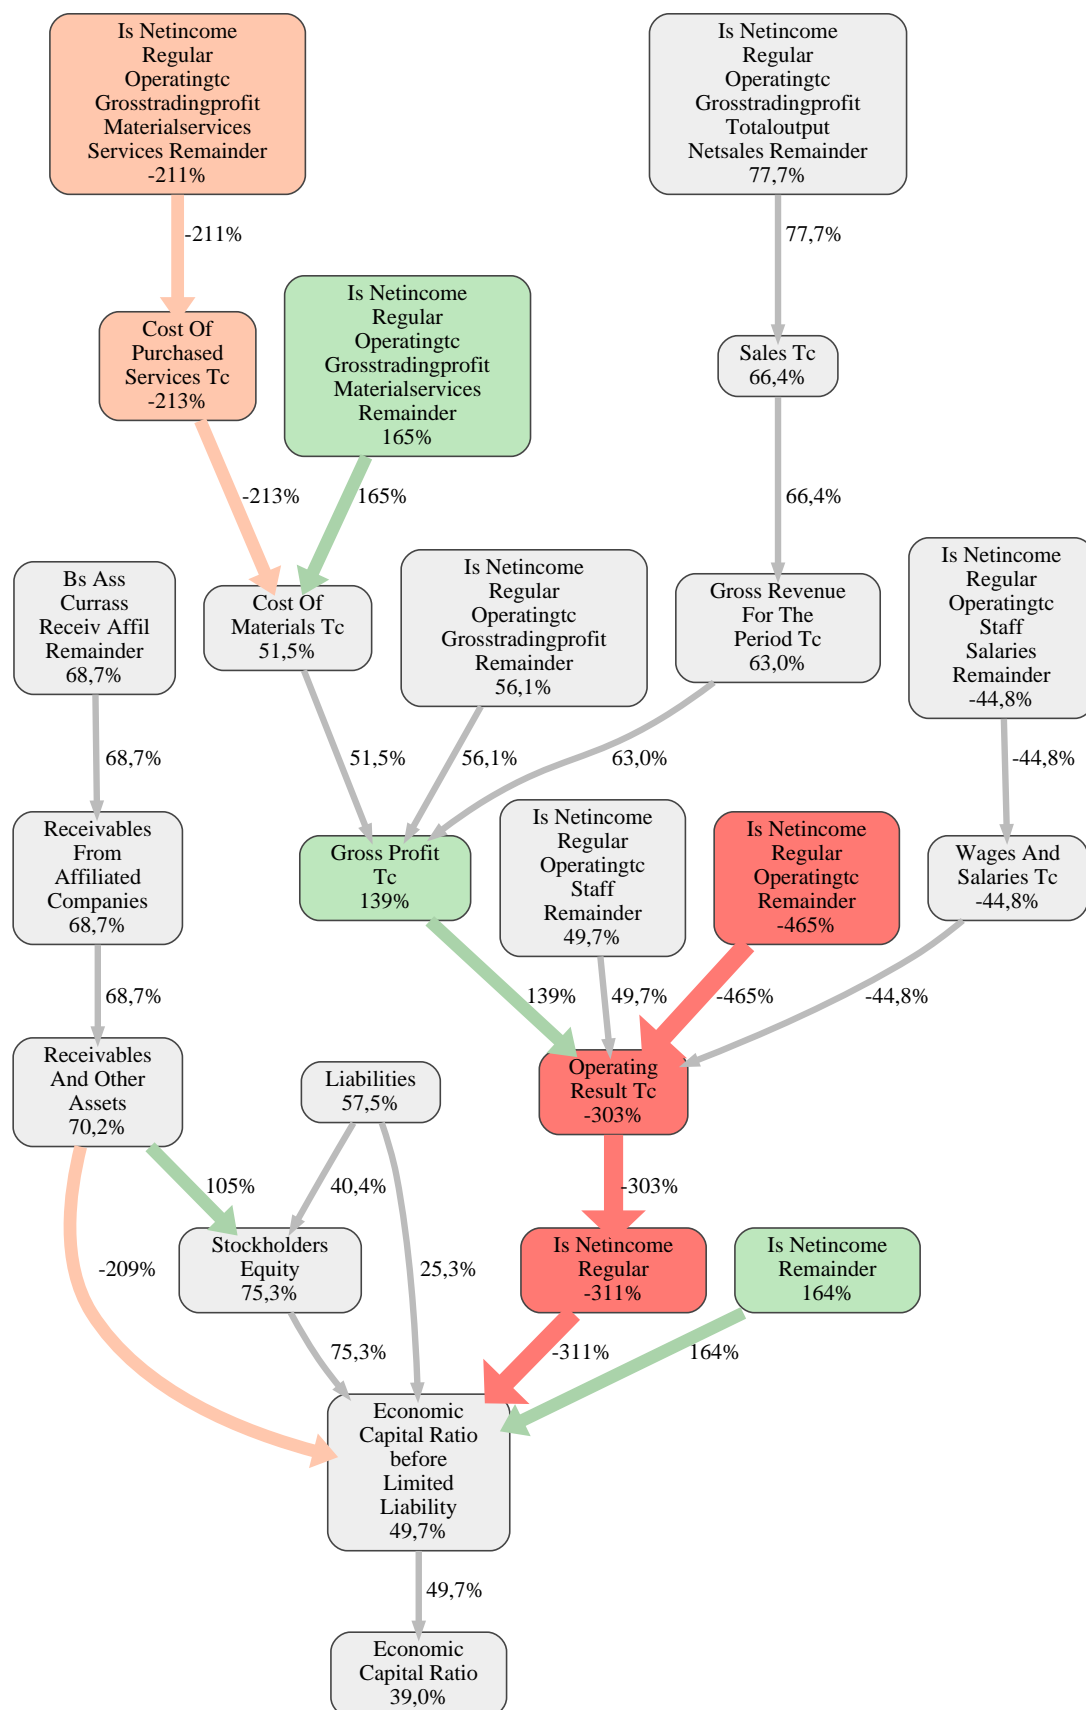 Is Netincome
Regular
Operatingtc
Grosstradingprofit
Materialservices
Services Remainder
-211%
Is Netincome
Regular
Operatingtc
Grosstradingprofit
Totaloutput
Netsales Remainder
77,7%
-211%
77,7%
Cost Of
Purchased
Services Tc
-213%
Is Netincome
Regular
Operatingtc
Grosstradingprofit
Materialservices
Remainder
165%
Sales Tc
66,4%
-213%
165%
66,4%
Bs Ass
Currass
Receiv Affil
Remainder
68,7%
Cost Of
Materials Tc
51,5%
Is Netincome
Regular
Operatingtc
Grosstradingprofit
Remainder
56,1%
Gross Revenue
For The
Period Tc
63,0%
Is Netincome
Regular
Operatingtc
Staff
Salaries
Remainder
-44,8%
68,7%
51,5%
56,1%
63,0%
-44,8%
Receivables
From
Affiliated
Companies
68,7%
Gross Profit
Tc
139%
Is Netincome
Regular
Operatingtc
Staff
Remainder
49,7%
Is Netincome
Regular
Operatingtc
Remainder
-465%
Wages And
Salaries Tc
-44,8%
68,7%
139%
49,7%
-465%
-44,8%
Receivables
And Other
Assets
70,2%
Liabilities
57,5%
Operating
Result Tc
-303%
105%
40,4%
-303%
-209%
Stockholders
Equity
75,3%
25,3%
Is Netincome
Regular
-311%
Is Netincome
Remainder
164%
75,3%
-311%
164%
Economic
Capital Ratio
before
Limited
Liability
49,7%
49,7%
Economic
Capital Ratio
39,0%